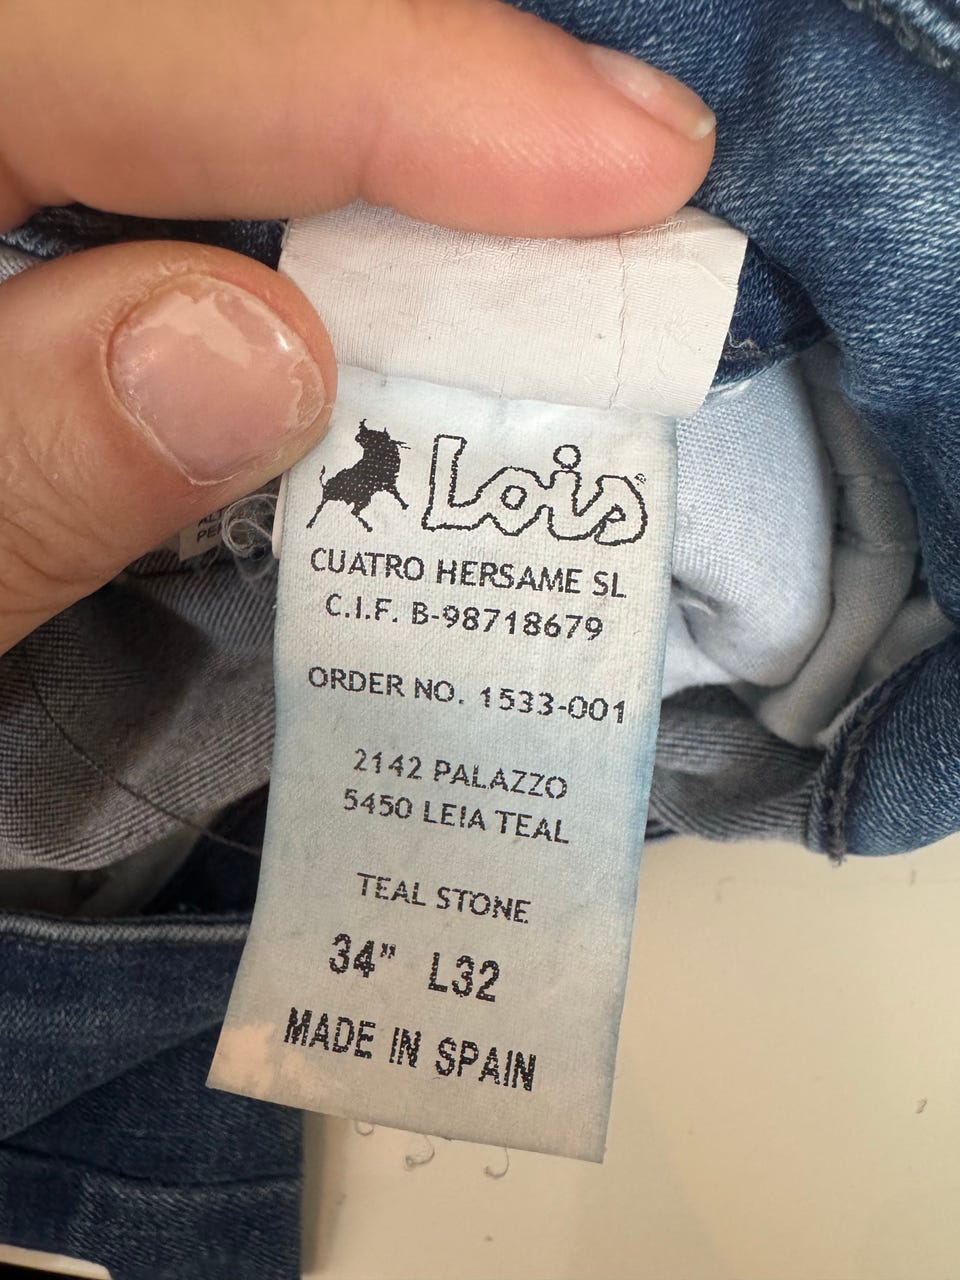 Lois®
CUATRO HERSAME SL
C.I.F. B-98718679
ORDER NO. 1533-001
2142 PALAZZO
5450 LEIA TEAL
TEAL STONE
34" L32
MADE IN SPAIN